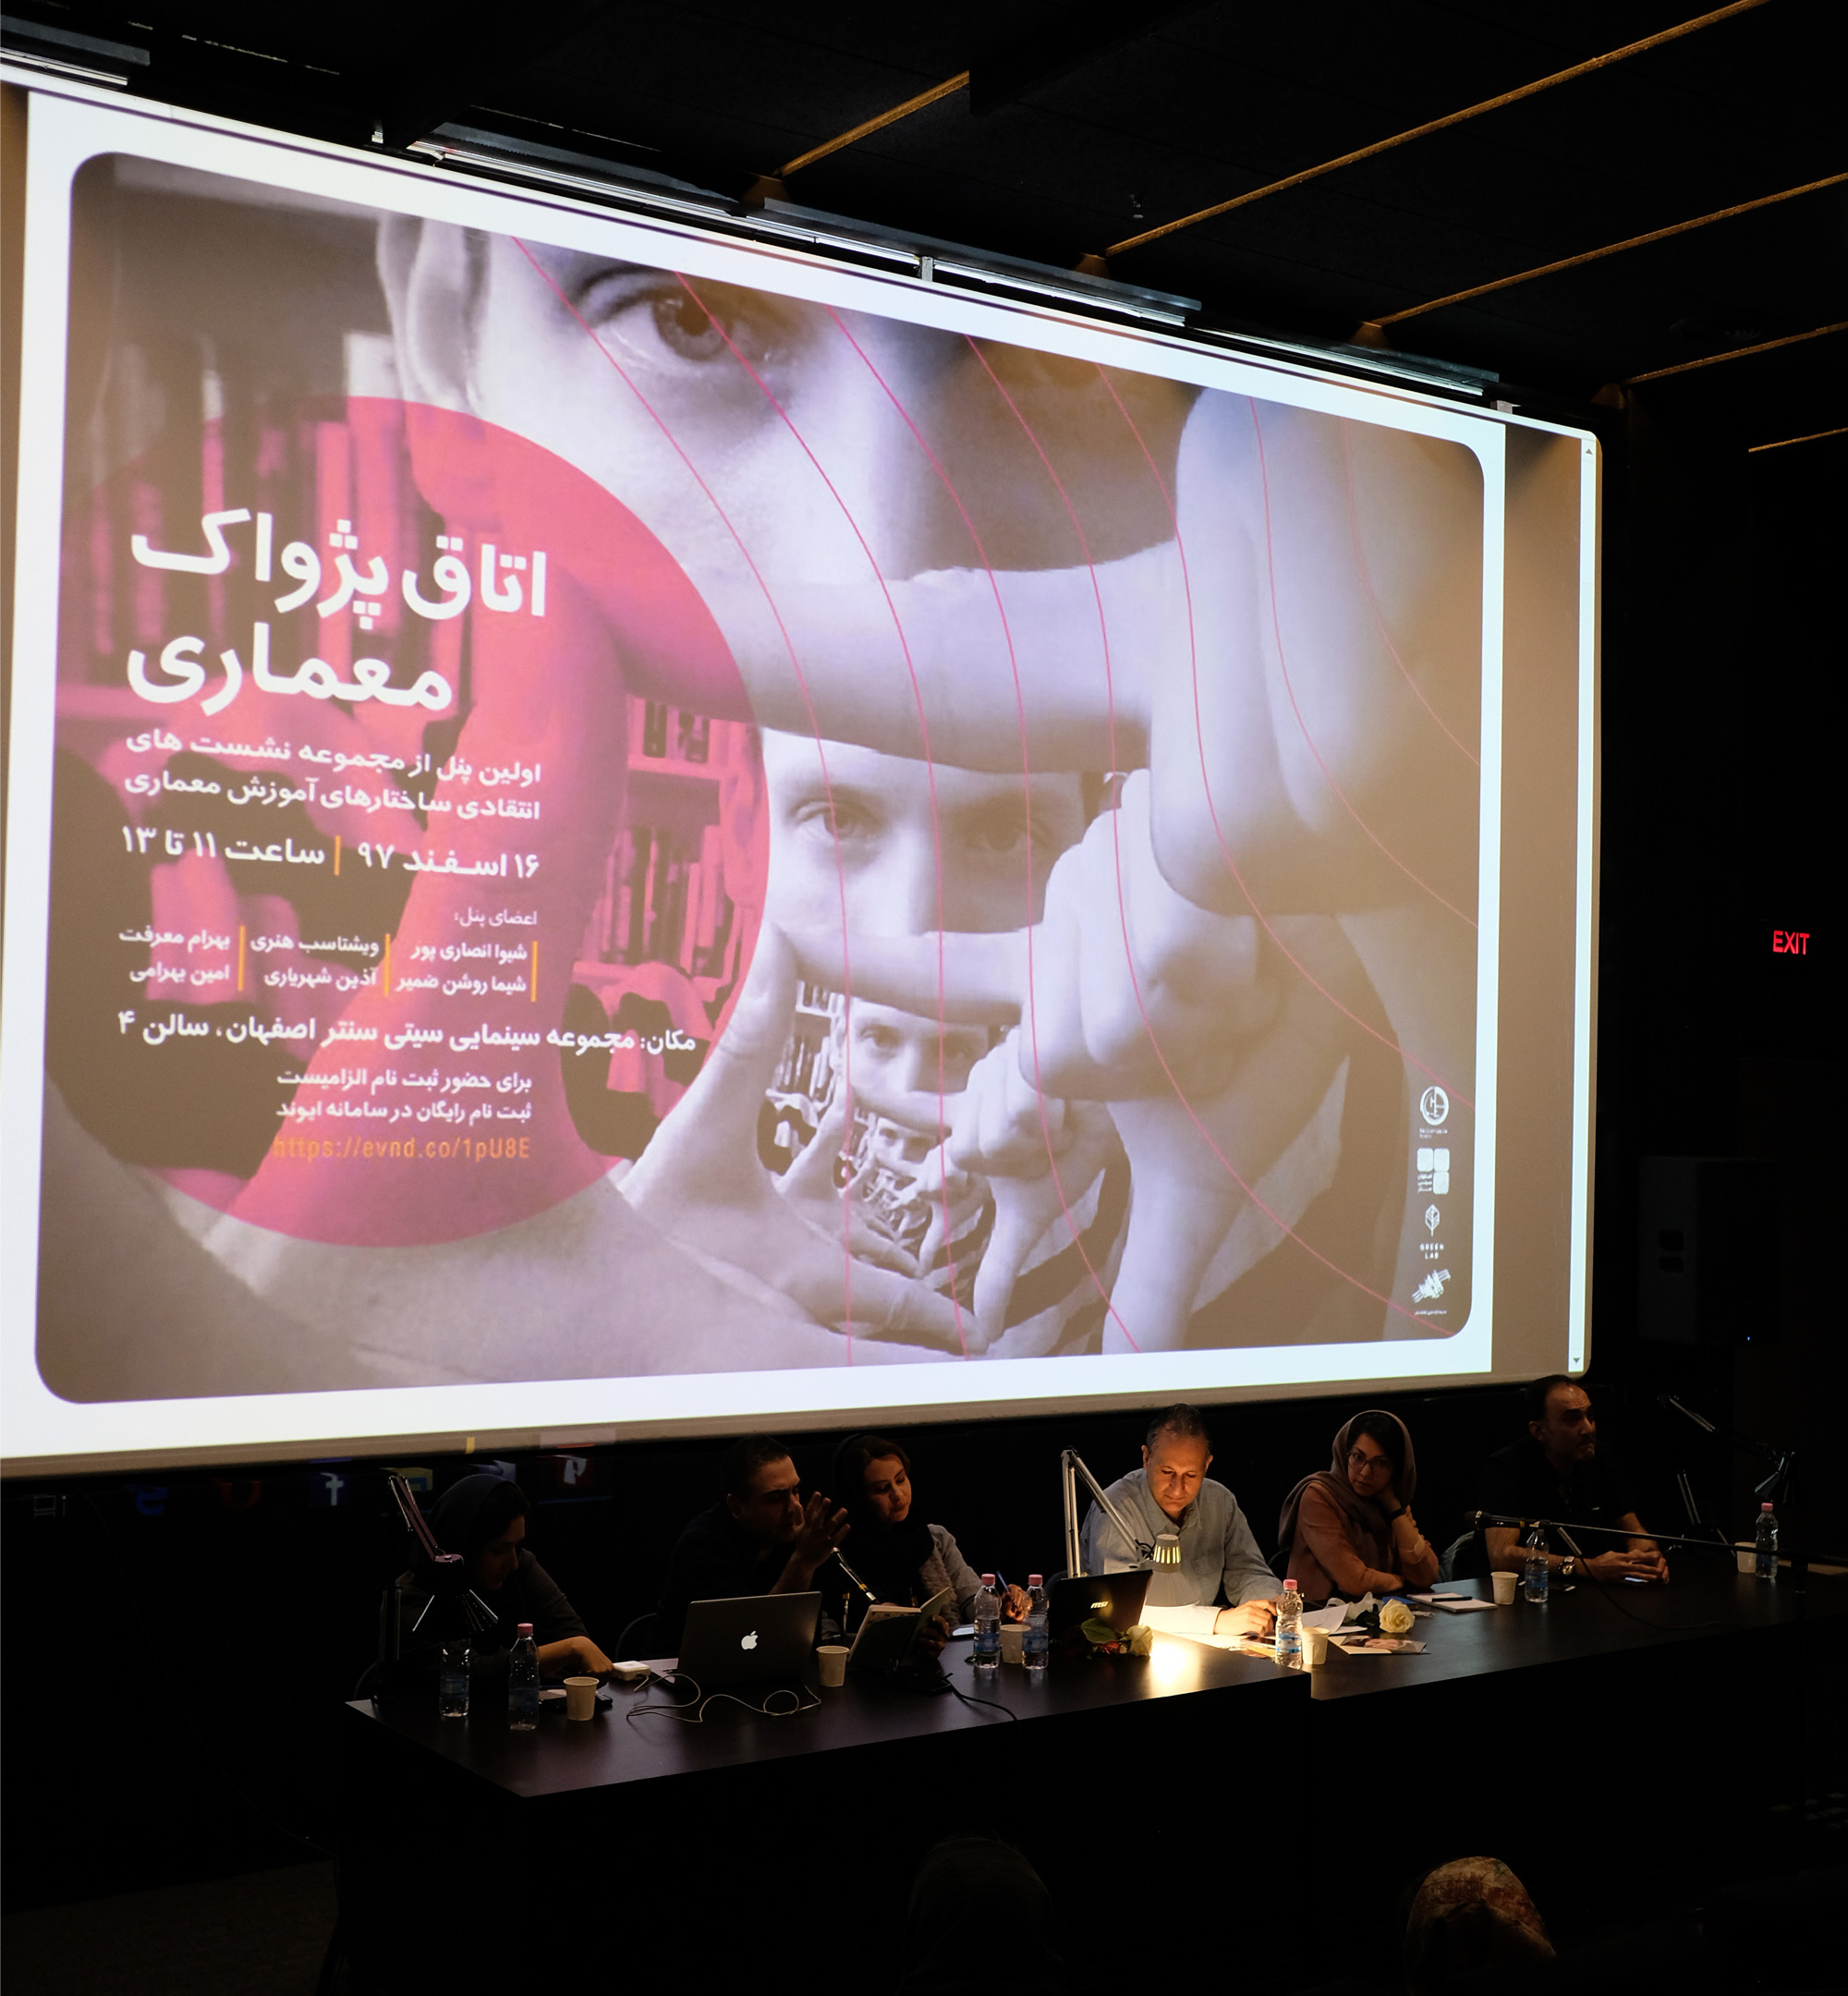 اتاق پژواک
معماری
اولین پنل از مجموعه نشست های
انتقادی ساختارهای آموزش معماری
۱۶ اسفند ۹۷ | ساعت ۱۱ تا ۱۳
اعضای پنل:
شیوا انصاری پور | ویشتاسب هنری | بهرام معرفت
شیما روشن ضمیر | آذین شهریاری | امین بهرامی
مکان: مجموعه سینمایی سیتی سنتر اصفهان، سالن ۴
برای حضور ثبت نام الزامیست
ثبت نام رایگان در سامانه ایوند
https://evnd.co/1pU8E
GREEN
LAB
EXIT
msi